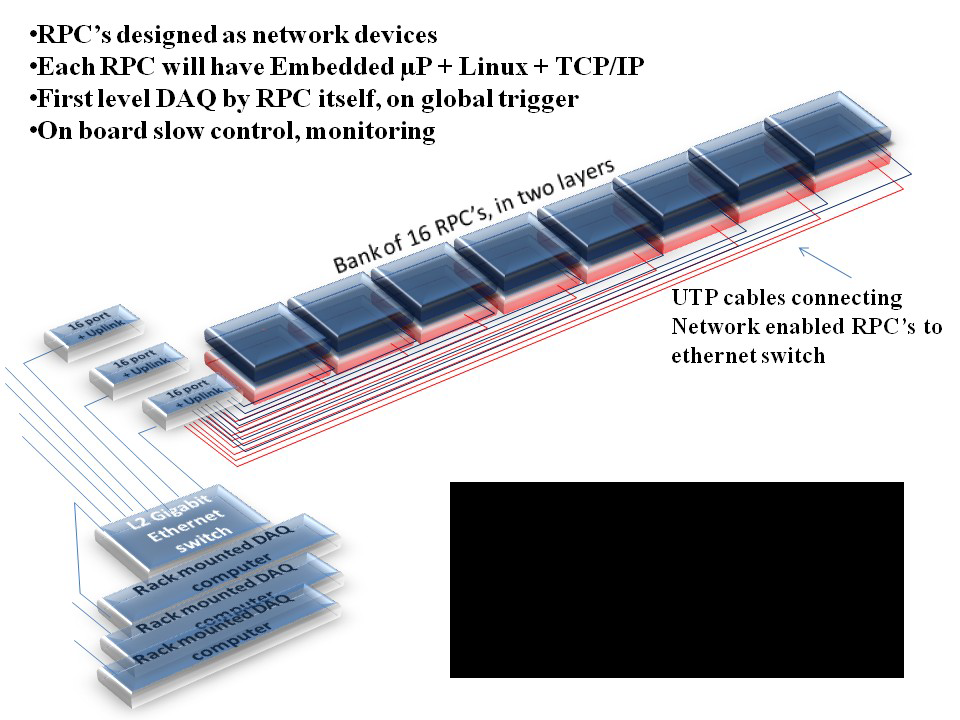 •RPC’s designed as network devices
•Each RPC will have Embedded µP + Linux + TCP/IP
•First level DAQ by RPC itself, on global trigger
•On board slow control, monitoring
Bank of 16 RPC’s, in two layers
UTP cables connecting
Network enabled RPC’s to
ethernet switch
16 port
+ Uplink
16 port
+ Uplink
16 port
+ Uplink
L2 Gigabit
Ethernet
switch
Rack mounted DAQ
computer
Rack mounted DAQ
computer
Rack mounted DAQ
computer